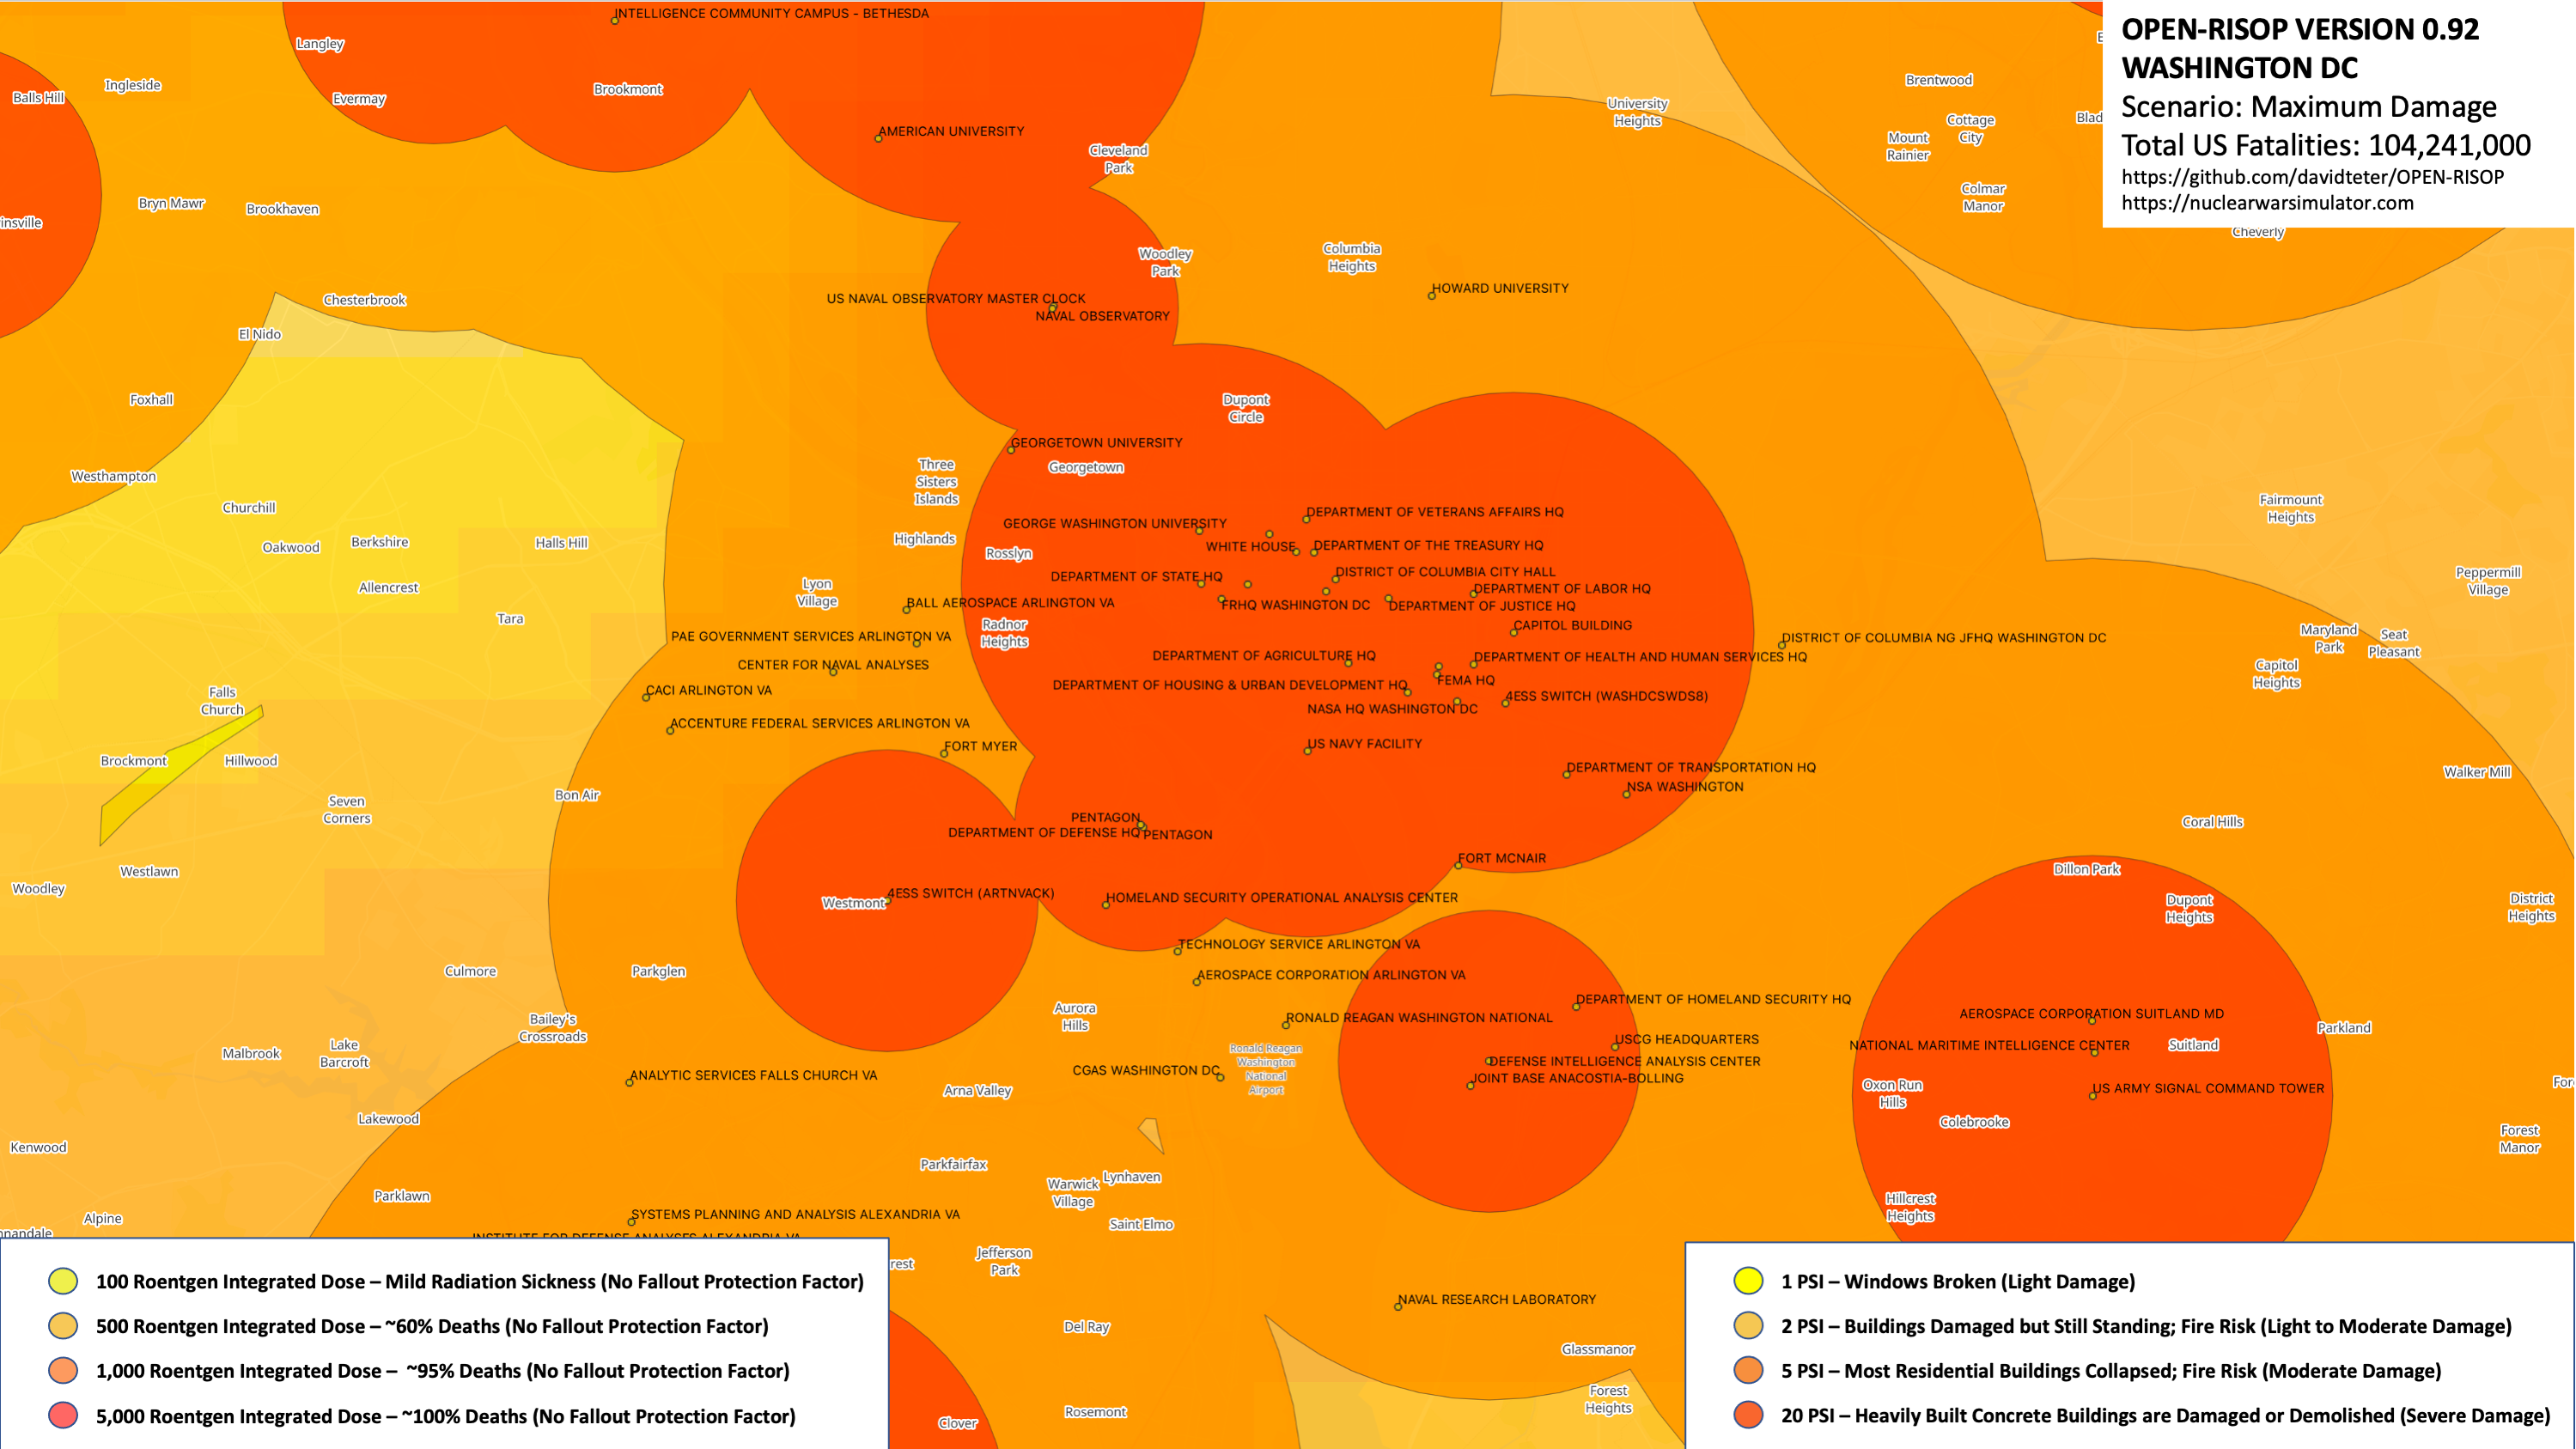 OPEN-RISOP VERSION 0.92
WASHINGTON DC
Scenario: Maximum Damage
Total US Fatalities: 104,241,000
https://github.com/davidteter/OPEN-RISOP
https://nuclearwarsimulator.com
INTELLIGENCE COMMUNITY CAMPUS - BETHESDA
Langley
Ingleside
Balls Hill
Evermay
Brookmont
AMERICAN UNIVERSITY
Cleveland
Park
University
Heights
Brentwood
Cottage
City
Mount
Rainier
Blad
Colmar
Manor
Cheverly
Bryn Mawr
Brookhaven
insville
Woodley
Park
Columbia
Heights
HOWARD UNIVERSITY
US NAVAL OBSERVATORY MASTER CLOCK
NAVAL OBSERVATORY
Chesterbrook
El Nido
Foxhall
Dupont
Circle
GEORGETOWN UNIVERSITY
Georgetown
Three
Sisters
Islands
Westhampton
Churchill
Oakwood
Berkshire
Halls Hill
Allencrest
Tara
Highlands
Rosslyn
Lyon
Village
GEORGE WASHINGTON UNIVERSITY
DEPARTMENT OF VETERANS AFFAIRS HQ
WHITE HOUSE
DEPARTMENT OF THE TREASURY HQ
DEPARTMENT OF STATE HQ
DISTRICT OF COLUMBIA CITY HALL
DEPARTMENT OF LABOR HQ
FRHQ WASHINGTON DC
DEPARTMENT OF JUSTICE HQ
BALL AEROSPACE ARLINGTON VA
Radnor
Heights
CAPITOL BUILDING
PAE GOVERNMENT SERVICES ARLINGTON VA
DISTRICT OF COLUMBIA NG JFHQ WASHINGTON DC
CENTER FOR NAVAL ANALYSES
DEPARTMENT OF AGRICULTURE HQ
DEPARTMENT OF HEALTH AND HUMAN SERVICES HQ
CACI ARLINGTON VA
DEPARTMENT OF HOUSING & URBAN DEVELOPMENT HQ
FEMA HQ
4ESS SWITCH (WASHDCSWDS8)
NASA HQ WASHINGTON DC
ACCENTURE FEDERAL SERVICES ARLINGTON VA
FORT MYER
US NAVY FACILITY
Fairmount
Heights
Peppermill
Village
Maryland
Park
Seat
Pleasant
Capitol
Heights
Walker Mill
Coral Hills
Falls
Church
Brockmont
Hillwood
Seven
Corners
Bon Air
Westlawn
Woodley
DEPARTMENT OF TRANSPORTATION HQ
NSA WASHINGTON
PENTAGON
DEPARTMENT OF DEFENSE HQ
PENTAGON
FORT MCNAIR
Westmont
4ESS SWITCH (ARTNVACK)
HOMELAND SECURITY OPERATIONAL ANALYSIS CENTER
Dillon Park
Dupont
Heights
District
Heights
TECHNOLOGY SERVICE ARLINGTON VA
AEROSPACE CORPORATION ARLINGTON VA
Culmore
Parkglen
Bailey's
Crossroads
Malbrook
Lake
Barcroft
Aurora
Hills
RONALD REAGAN WASHINGTON NATIONAL
Ronald Reagan
Washington
National
Airport
CGAS WASHINGTON DC
DEPARTMENT OF HOMELAND SECURITY HQ
USCG HEADQUARTERS
DEFENSE INTELLIGENCE ANALYSIS CENTER
JOINT BASE ANACOSTIA-BOLLING
AEROSPACE CORPORATION SUITLAND MD
NATIONAL MARITIME INTELLIGENCE CENTER
Suitland
Parkland
US ARMY SIGNAL COMMAND TOWER
Oxon Run
Hills
Colebrooke
For
Forest
Manor
Hillcrest
Heights
ANALYTIC SERVICES FALLS CHURCH VA
Arna Valley
Lakewood
Kenwood
Parklawn
Alpine
nnandale
Parkfairfax
Warwick
Village
Lynhaven
Saint Elmo
SYSTEMS PLANNING AND ANALYSIS ALEXANDRIA VA
INSTITUTE FOR DEFENSE ANALYSES ALEXANDRIA VA
Jefferson
Park
rest
Del Ray
NAVAL RESEARCH LABORATORY
Glassmanor
Forest
Heights
Clover
Rosemont
100 Roentgen Integrated Dose – Mild Radiation Sickness (No Fallout Protection Factor)
500 Roentgen Integrated Dose – ~60% Deaths (No Fallout Protection Factor)
1,000 Roentgen Integrated Dose – ~95% Deaths (No Fallout Protection Factor)
5,000 Roentgen Integrated Dose – ~100% Deaths (No Fallout Protection Factor)
1 PSI – Windows Broken (Light Damage)
2 PSI – Buildings Damaged but Still Standing; Fire Risk (Light to Moderate Damage)
5 PSI – Most Residential Buildings Collapsed; Fire Risk (Moderate Damage)
20 PSI – Heavily Built Concrete Buildings are Damaged or Demolished (Severe Damage)